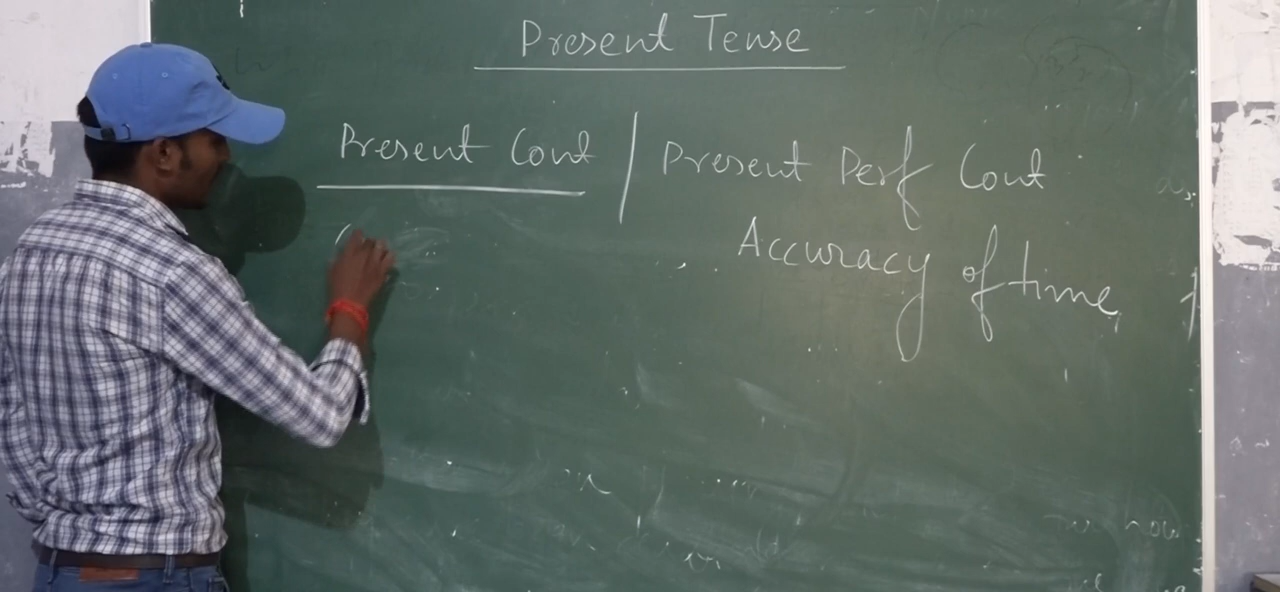 Present Tense
Present Cont / Present Perf Cont
Accuracy of time,